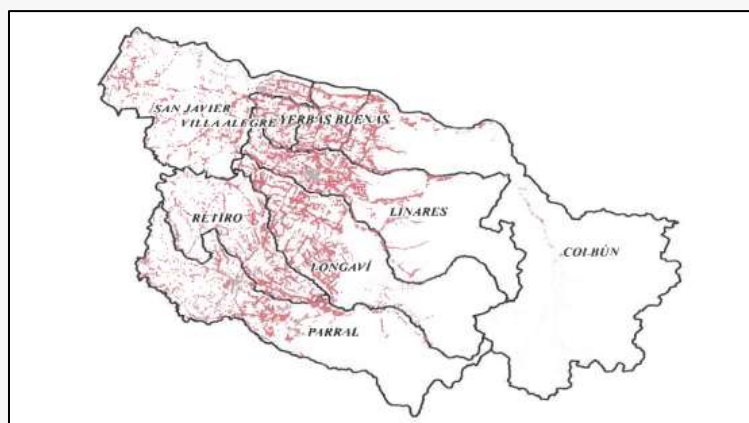 SAN JAVIER
VILLA ALEGRE
YERBAS BUENAS
RETIRO
LINARES
COLBÚN
LONGAVÍ
PARRAL